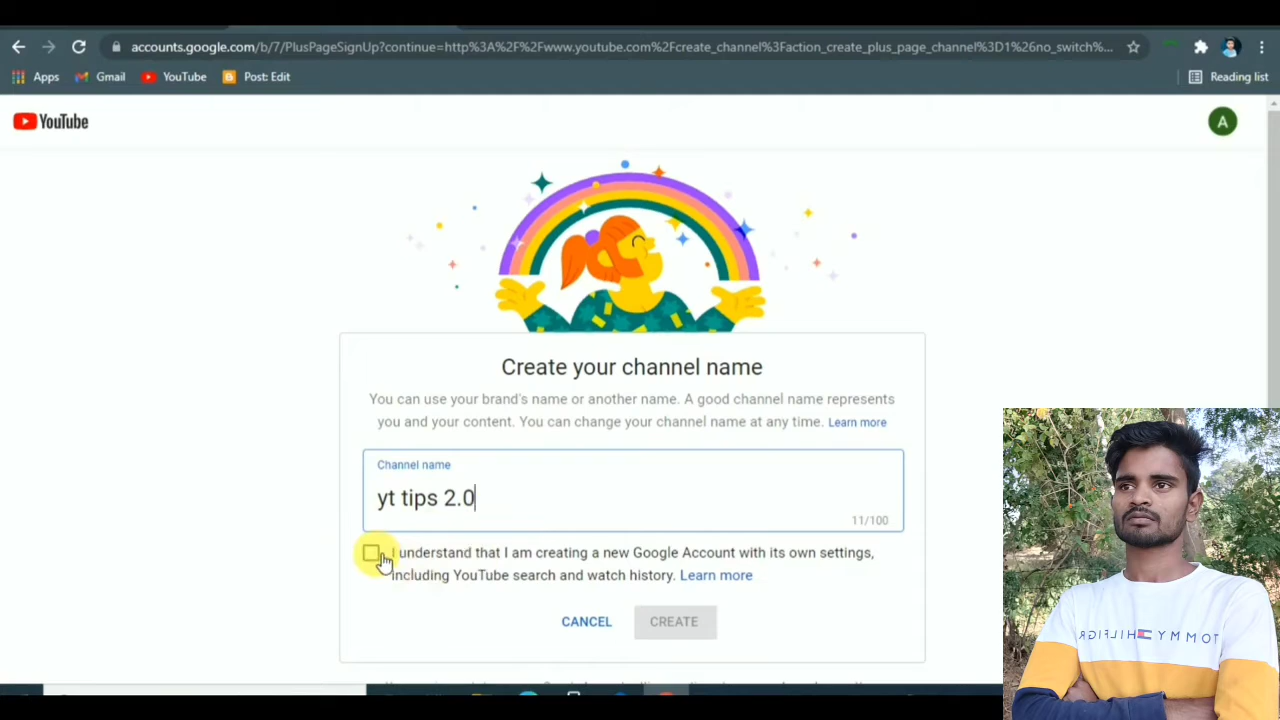 accounts.google.com/b/7/PlusPageSignUp?continue=http%3A%2F%2Fwww.youtube.com%2Fcreate_channel%3Faction_create_plus_page_channel%3D1%26no_switch%...
Apps Gmail YouTube Post: Edit Reading list
YouTube A
Create your channel name
You can use your brand's name or another name. A good channel name represents
you and your content. You can change your channel name at any time. Learn more
Channel name
yt tips 2.0
11/100
I understand that I am creating a new Google Account with its own settings,
including YouTube search and watch history. Learn more
CANCEL CREATE
TOMMY HILFIGER